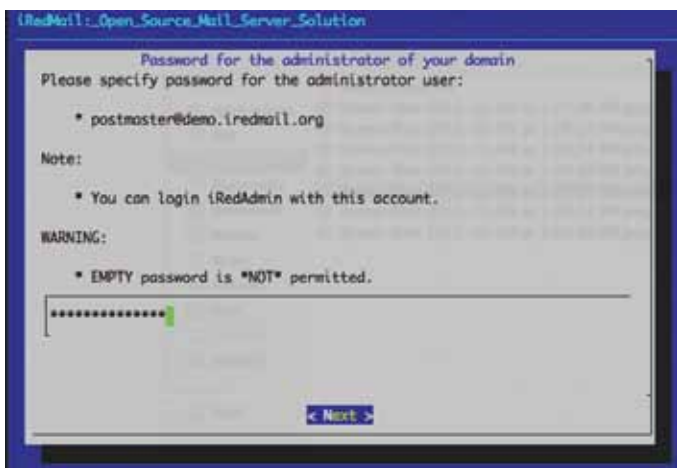 iRedMail:_Open_Source_Mail_Server_Solution
Password for the administrator of your domain
Please specify password for the administrator user:
* postmaster@demo.iredmail.org
Note:
* You can login iRedAdmin with this account.
WARNING:
* EMPTY password is *NOT* permitted.
**************
< Next >